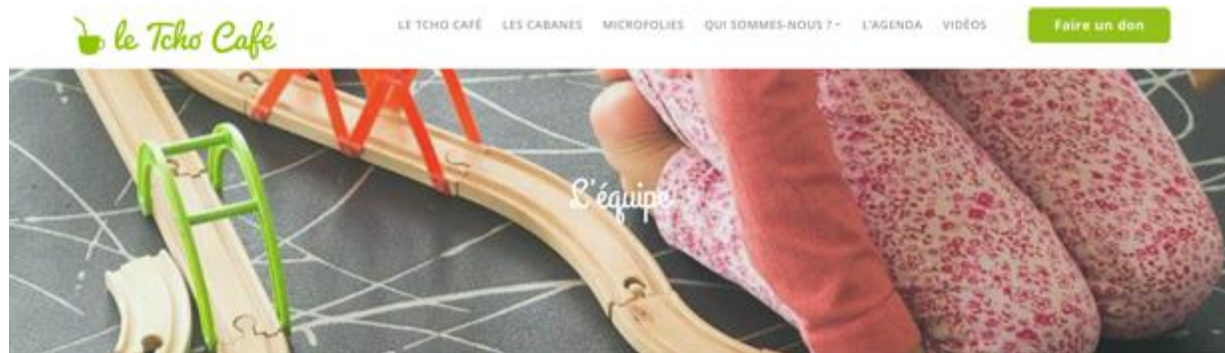 le Tcho Café
LE TCHO CAFÉ LES CABANES MICROFOLIES QUI SOMMES-NOUS ? L'AGENDA VIDÉOS Faire un don
L'équipe